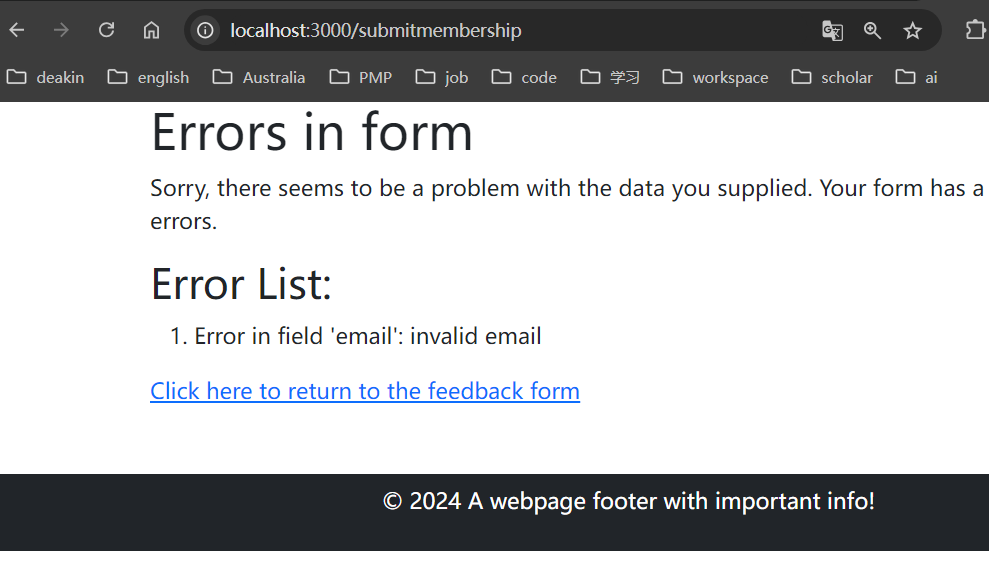 localhost:3000/submitmembership
deakin english Australia PMP job code 学习 workspace scholar ai
Errors in form
Sorry, there seems to be a problem with the data you supplied. Your form has a
errors.
Error List:
1. Error in field 'email': invalid email
Click here to return to the feedback form
© 2024 A webpage footer with important info!